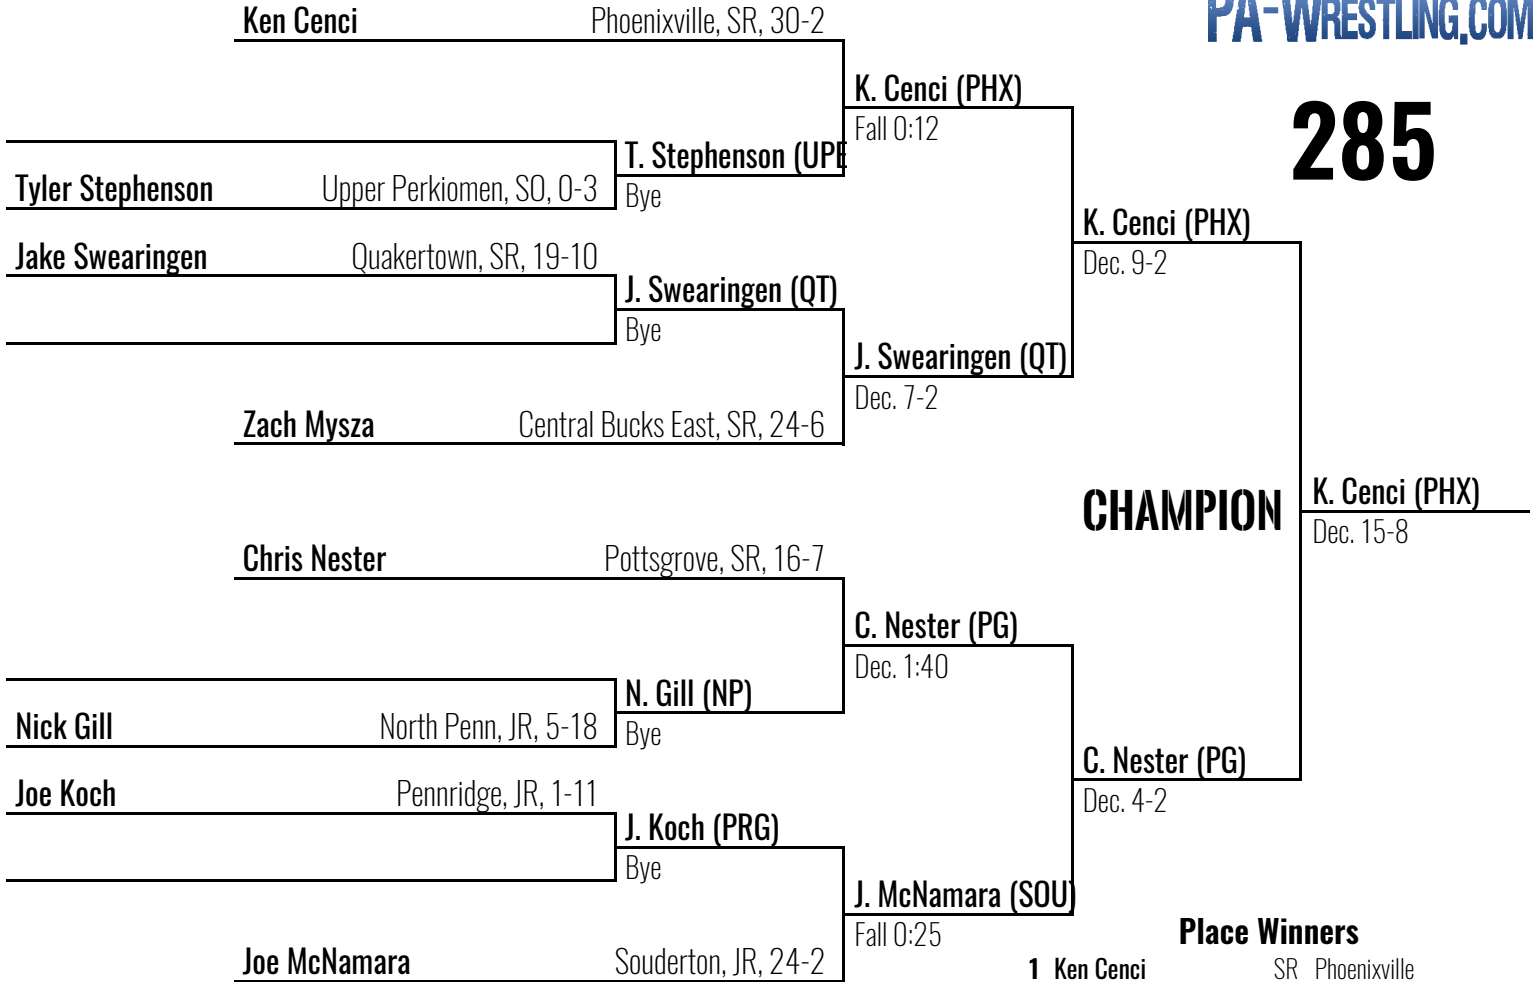 PA-WRESTLING.COM
285
Ken Cenci Phoenixville, SR, 30-2
K. Cenci (PHX)
Fall 0:12
T. Stephenson (UPE
Bye
Tyler Stephenson Upper Perkiomen, SO, 0-3
K. Cenci (PHX)
Dec. 9-2
Jake Swearingen Quakertown, SR, 19-10
J. Swearingen (QT)
Bye
J. Swearingen (QT)
Dec. 7-2
Zach Mysza Central Bucks East, SR, 24-6
CHAMPION
K. Cenci (PHX)
Dec. 15-8
Chris Nester Pottsgrove, SR, 16-7
C. Nester (PG)
Dec. 1:40
N. Gill (NP)
Bye
Nick Gill North Penn, JR, 5-18
C. Nester (PG)
Dec. 4-2
Joe Koch Pennridge, JR, 1-11
J. Koch (PRG)
Bye
J. McNamara (SOU)
Fall 0:25
Joe McNamara Souderton, JR, 24-2
Place Winners
1 Ken Cenci SR Phoenixville